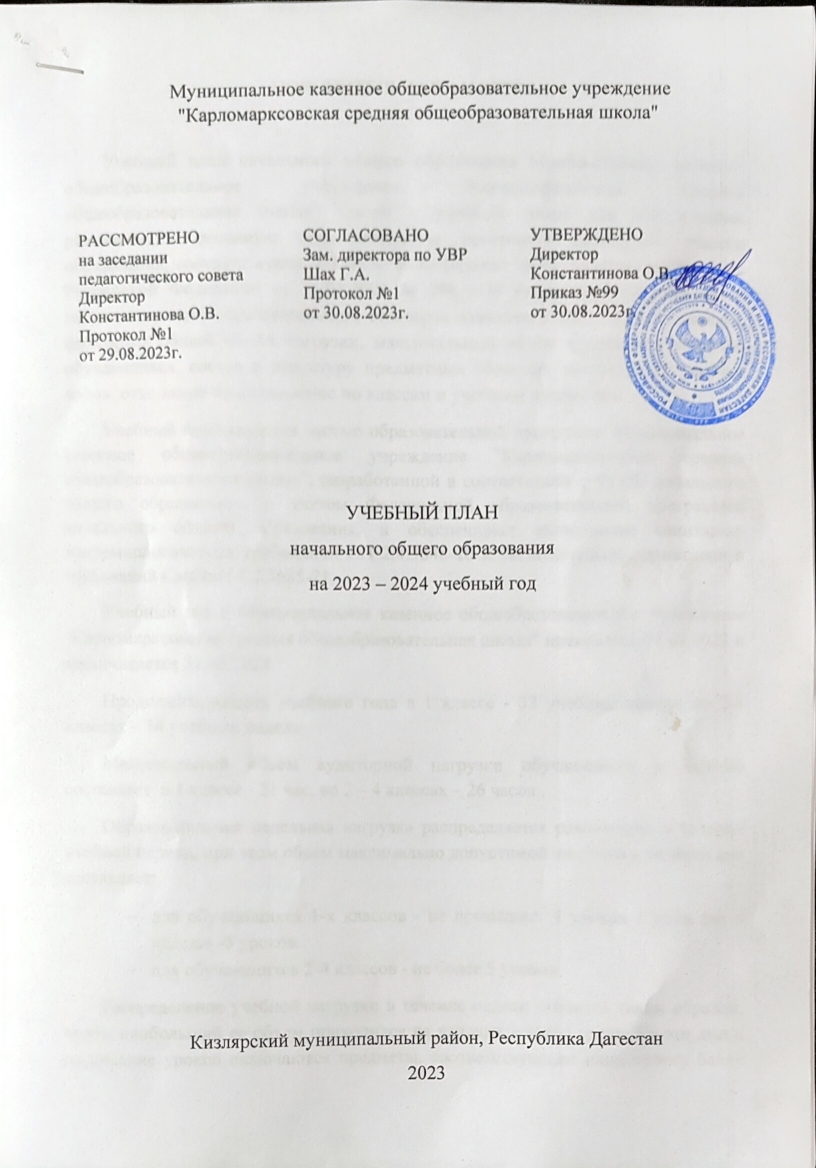 Муниципальное казенное общеобразовательное учреждение
"Карломарксовская средняя общеобразовательная школа"
РАССМОТРЕНО
на заседании
педагогического совета
Директор
Константинова О.В.
Протокол №1
от 29.08.2023г.
СОГЛАСОВАНО
Зам. директора по УВР
Шах Г.А.
Протокол №1
от 30.08.2023г.
УТВЕРЖДЕНО
Директор
Константинова О.В.
Приказ №99
от 30.08.2023г.
УЧЕБНЫЙ ПЛАН
начального общего образования
на 2023 – 2024 учебный год
Кизлярский муниципальный район, Республика Дагестан
2023